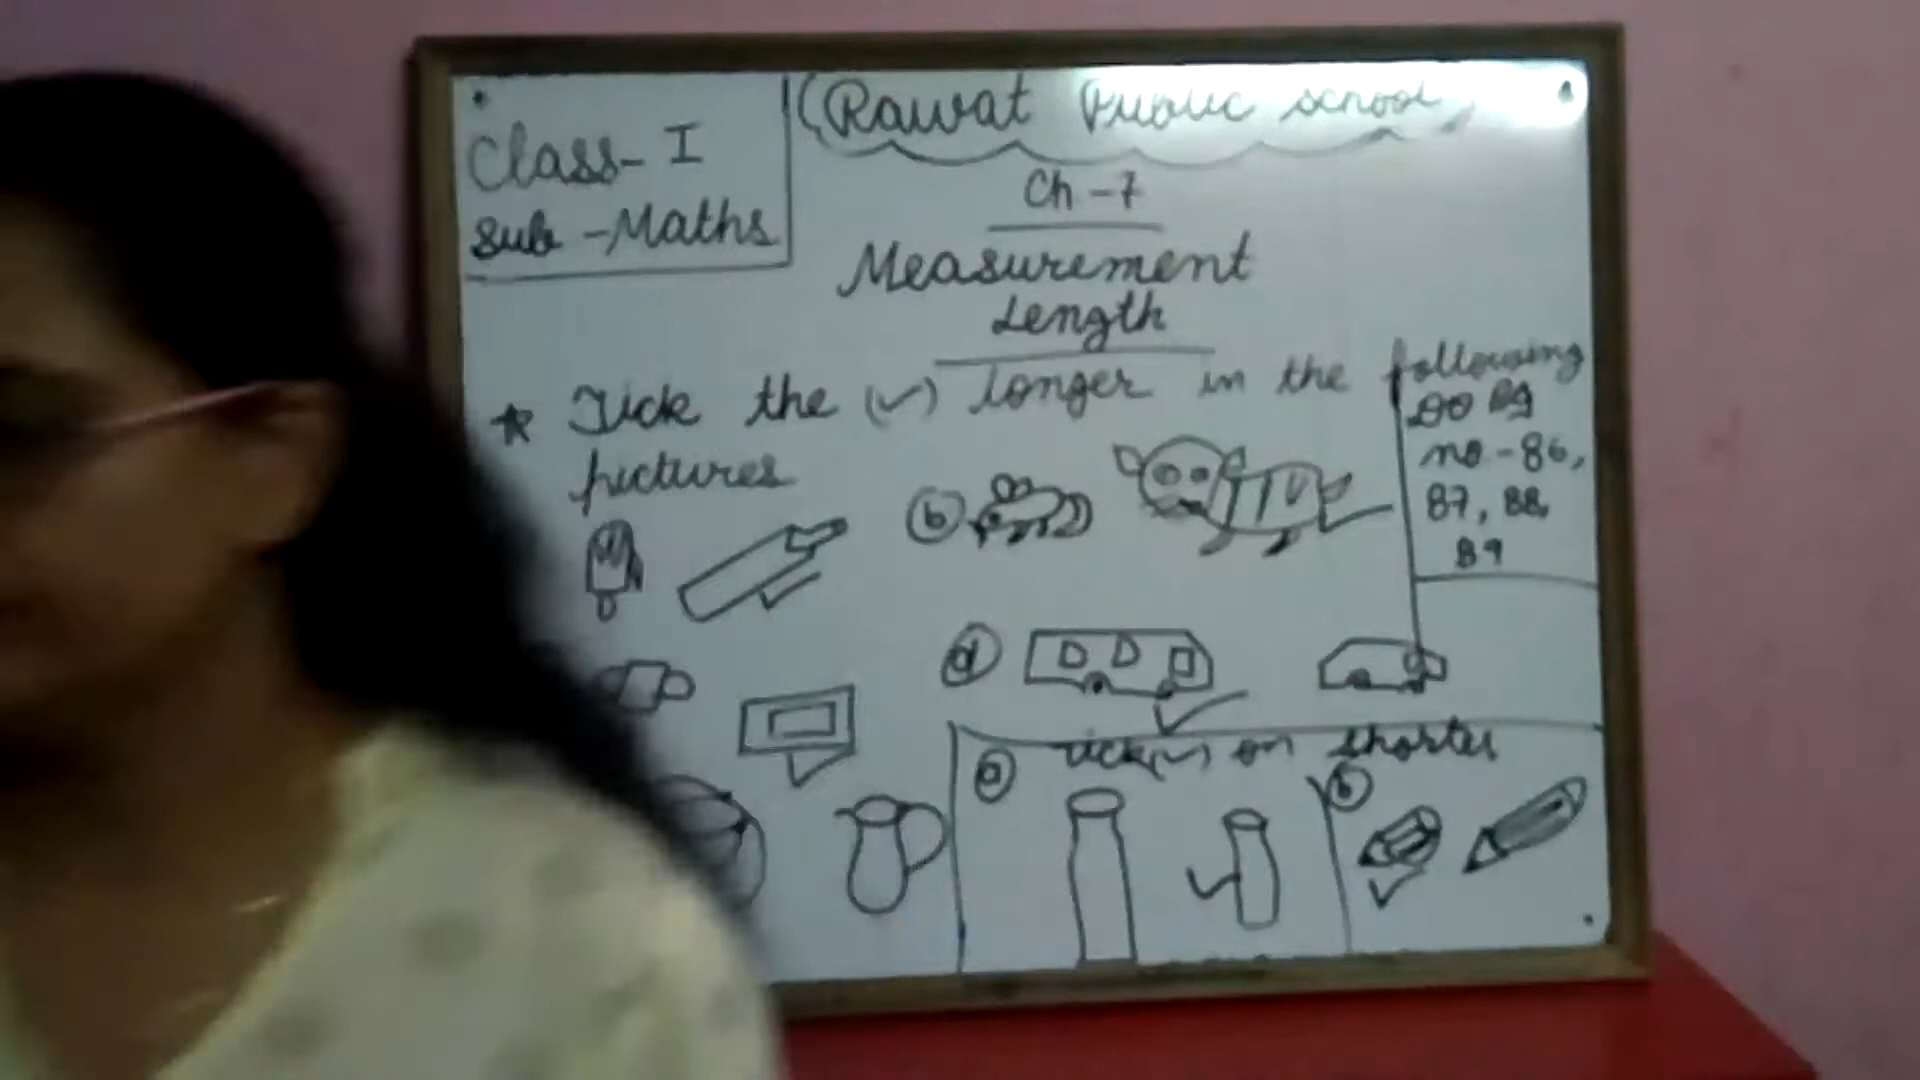 Class - I
Sub - Maths
(Rawat Public School)
Ch - 7
Measurement
Length
★ Tick the (✓) longer in the following
pictures
DO Pg
no - 86,
87, 88,
89
b
d
Tick (✓) on shorter
a
b